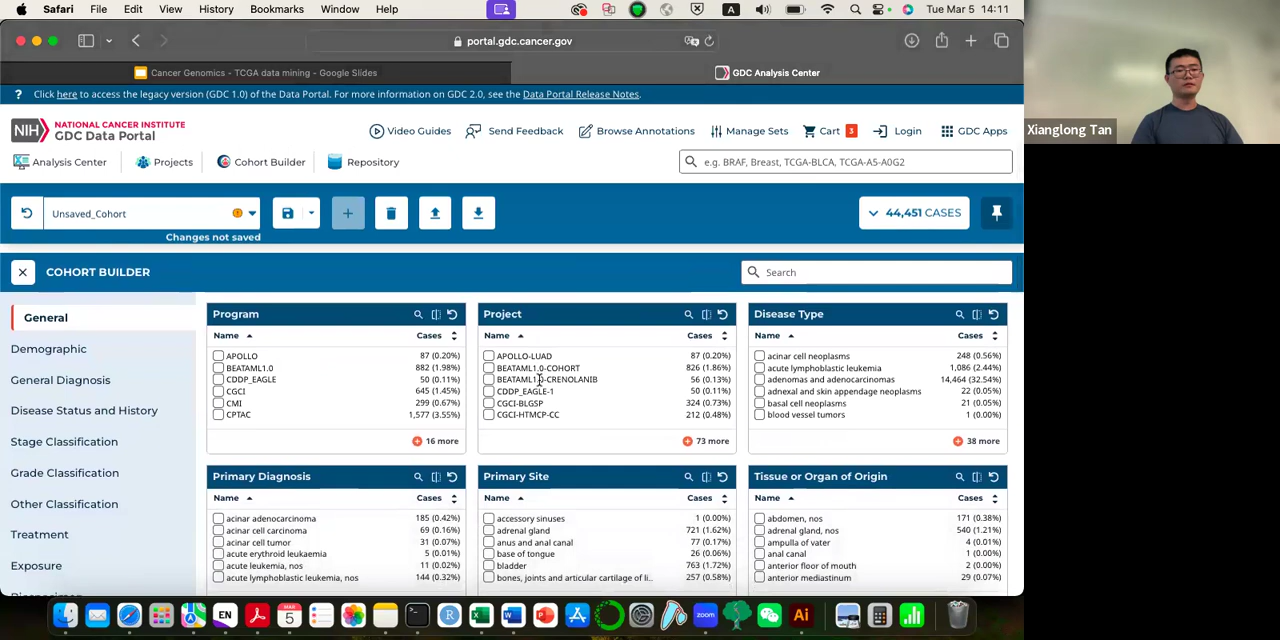 Safari File Edit View History Bookmarks Window Help A Tue Mar 5 14:11
portal.gdc.cancer.gov
Cancer Genomics - TCGA data mining - Google Slides GDC Analysis Center
? Click here to access the legacy version (GDC 1.0) of the Data Portal. For more information on GDC 2.0, see the Data Portal Release Notes.
NIH NATIONAL CANCER INSTITUTE
GDC Data Portal
Video Guides Send Feedback Browse Annotations Manage Sets Cart 3 Login GDC Apps
Analysis Center Projects Cohort Builder Repository e.g. BRAF, Breast, TCGA-BLCA, TCGA-A5-A0G2
Unsaved_Cohort 44,451 CASES
Changes not saved
COHORT BUILDER Search
General
Demographic
General Diagnosis
Disease Status and History
Stage Classification
Grade Classification
Other Classification
Treatment
Exposure
Program
Name Cases
APOLLO 87 (0.20%)
BEATAML1.0 882 (1.98%)
CDDP_EAGLE 50 (0.11%)
CGCI 645 (1.45%)
CMI 299 (0.67%)
CPTAC 1,577 (3.55%)
16 more
Project
Name Cases
APOLLO-LUAD 87 (0.20%)
BEATAML1.0-COHORT 826 (1.86%)
BEATAML1.0-CRENOLANIB 56 (0.13%)
CDDP_EAGLE-1 50 (0.11%)
CGCI-BLGSP 324 (0.73%)
CGCI-HTMCP-CC 212 (0.48%)
73 more
Disease Type
Name Cases
acinar cell neoplasms 248 (0.56%)
acute lymphoblastic leukemia 1,086 (2.44%)
adenomas and adenocarcinomas 14,464 (32.54%)
adnexal and skin appendage neoplasms 22 (0.05%)
basal cell neoplasms 21 (0.05%)
blood vessel tumors 1 (0.00%)
38 more
Primary Diagnosis
Name Cases
acinar adenocarcinoma 185 (0.42%)
acinar cell carcinoma 69 (0.16%)
acinar cell tumor 31 (0.07%)
acute erythroid leukaemia 5 (0.01%)
acute leukemia, nos 11 (0.02%)
acute lymphoblastic leukemia, nos 144 (0.32%)
Primary Site
Name Cases
accessory sinuses 1 (0.00%)
adrenal gland 721 (1.62%)
anus and anal canal 77 (0.17%)
base of tongue 26 (0.06%)
bladder 763 (1.72%)
bones, joints and articular cartilage of li.. 257 (0.58%)
Tissue or Organ of Origin
Name Cases
abdomen, nos 171 (0.38%)
adrenal gland, nos 540 (1.21%)
ampulla of vater 4 (0.01%)
anal canal 1 (0.00%)
anterior floor of mouth 2 (0.00%)
anterior mediastinum 29 (0.07%)
MAR 5 EN R zoom Ai
Xianglong Tan